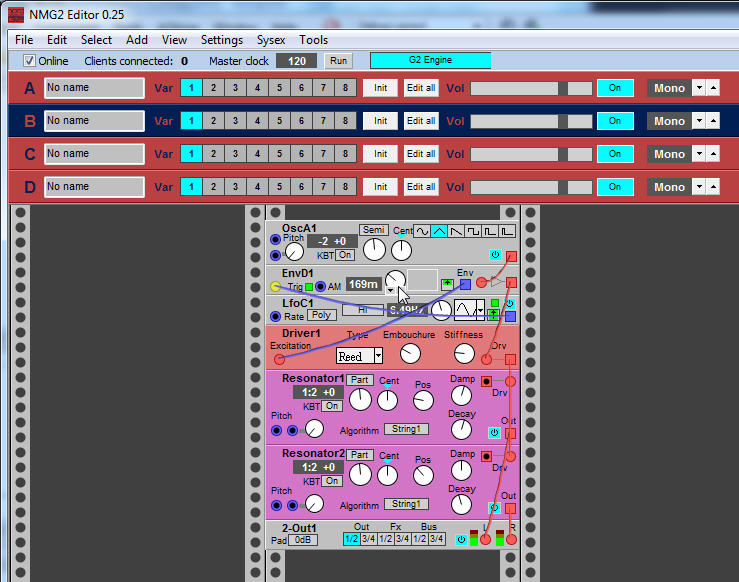 NMG2 Editor 0.25
File Edit Select Add View Settings Sysex Tools
Online Clients connected: 0 Master clock 120 Run G2 Engine
A No name Var 1 2 3 4 5 6 7 8 Init Edit all Vol On Mono
B No name Var 1 2 3 4 5 6 7 8 Init Edit all Vol On Mono
C No name Var 1 2 3 4 5 6 7 8 Init Edit all Vol On Mono
D No name Var 1 2 3 4 5 6 7 8 Init Edit all Vol On Mono
OscA1 Semi Cent
Pitch -2 +0
KBT On
EnvD1 Env
Trig AM 169m
LfoC1 Hi
Rate Poly
Driver1 Type Embouchure Stiffness
Excitation Reed Drv
Resonator1 Part Cent Pos Damp
1:2 +0 Drv
KBT On Decay
Pitch Out
Algorithm String1
Resonator2 Part Cent Pos Damp
1:2 +0 Drv
KBT On Decay
Pitch Out
Algorithm String1
2-Out1 Out Fx Bus L R
Pad 0dB 1/2 3/4 1/2 3/4 1/2 3/4